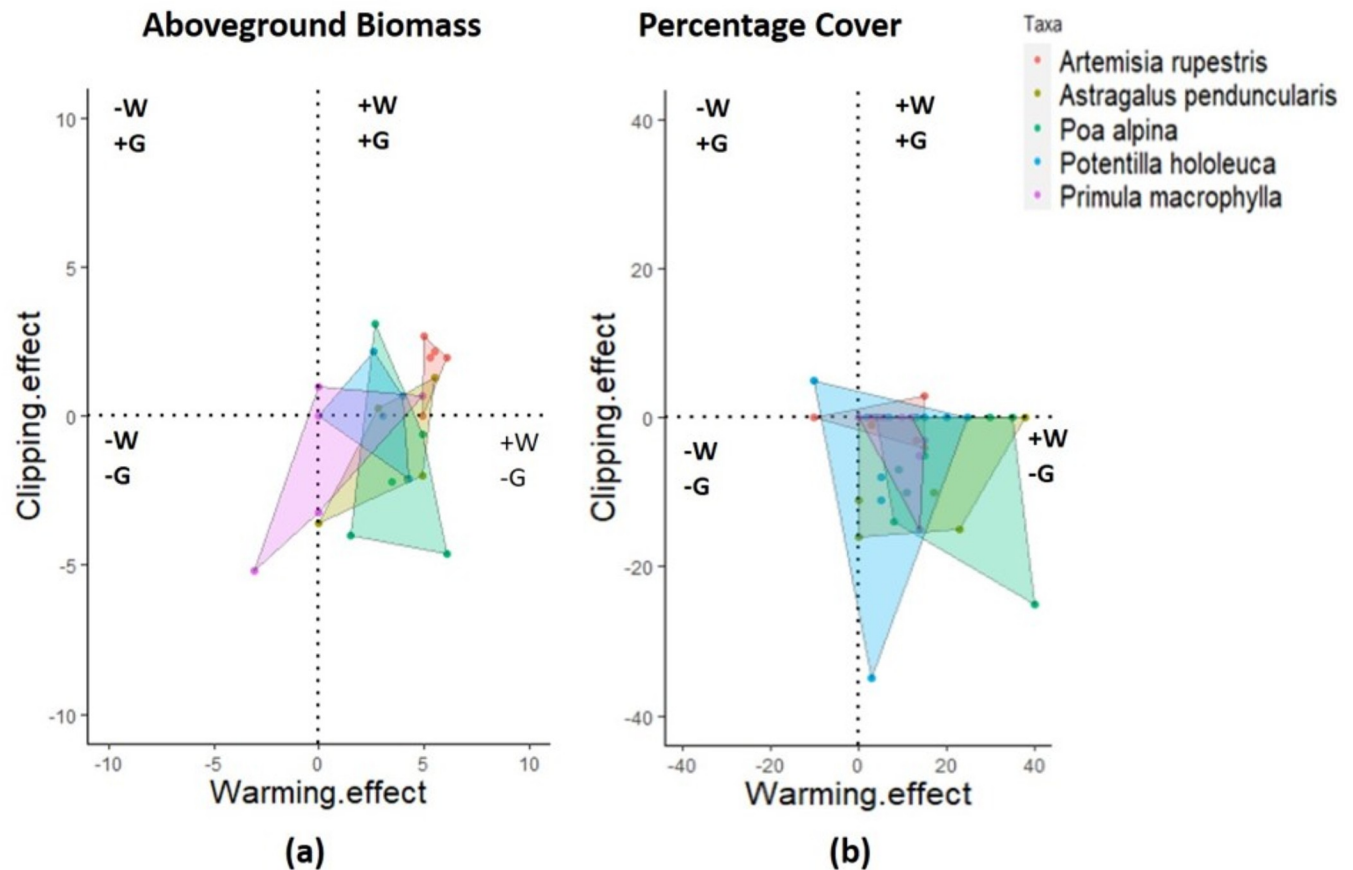 Aboveground Biomass
Percentage Cover
Taxa
Artemisia rupestris
Astragalus penduncularis
Poa alpina
Potentilla hololeuca
Primula macrophylla
-W
+G
+W
+G
-W
-G
+W
-G
10
5
0
-5
-10
Clipping.effect
-10
-5
0
5
10
Warming.effect
(a)
-W
+G
+W
+G
-W
-G
+W
-G
40
20
0
-20
-40
Clipping.effect
-40
-20
0
20
40
Warming.effect
(b)